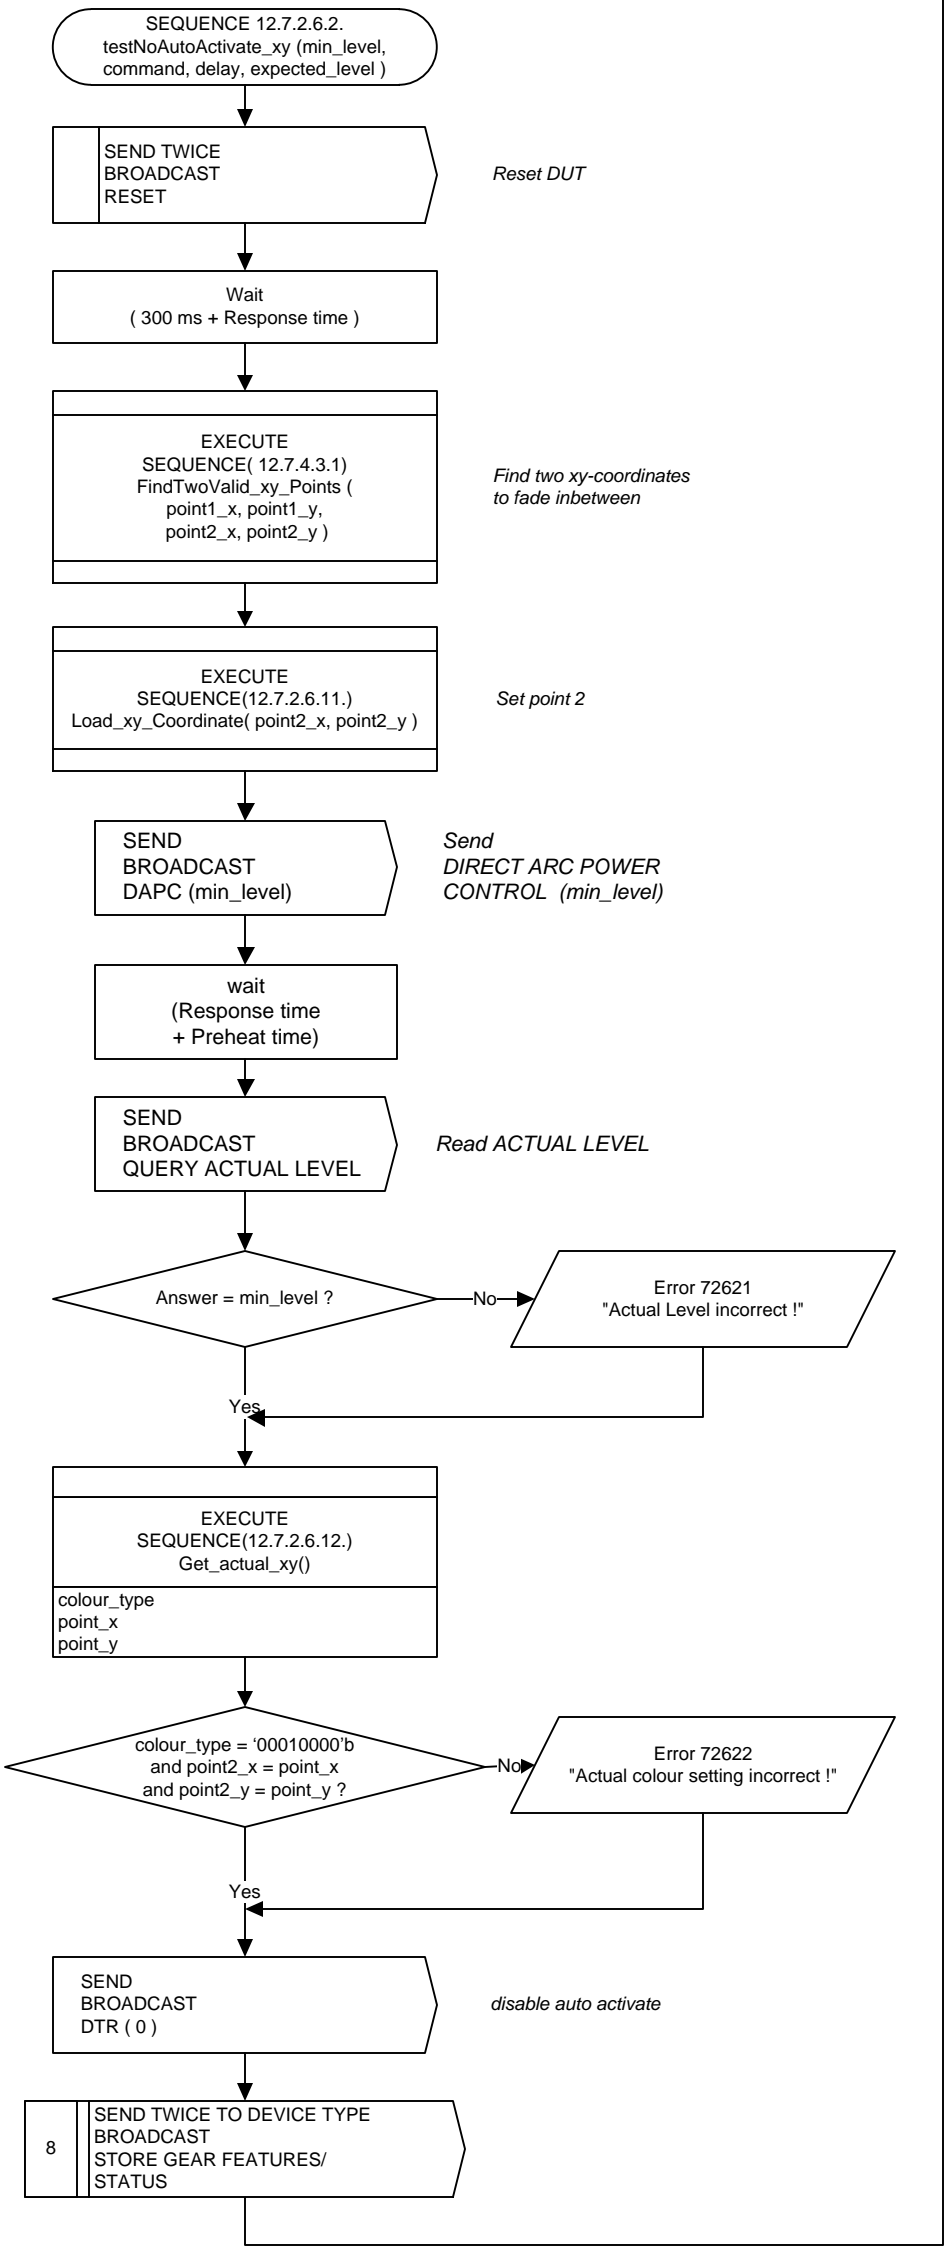 SEQUENCE 12.7.2.6.2.
testNoAutoActivate_xy (min_level,
command, delay, expected_level )
SEND TWICE
BROADCAST
RESET
Reset DUT
Wait
( 300 ms + Response time )
EXECUTE
SEQUENCE( 12.7.4.3.1)
FindTwoValid_xy_Points (
point1_x, point1_y,
point2_x, point2_y )
Find two xy-coordinates
to fade inbetween
EXECUTE
SEQUENCE(12.7.2.6.11.)
Load_xy_Coordinate( point2_x, point2_y )
Set point 2
SEND
BROADCAST
DAPC (min_level)
Send
DIRECT ARC POWER
CONTROL (min_level)
wait
(Response time
+ Preheat time)
SEND
BROADCAST
QUERY ACTUAL LEVEL
Read ACTUAL LEVEL
Answer = min_level ?
No
Error 72621
"Actual Level incorrect !"
Yes
EXECUTE
SEQUENCE(12.7.2.6.12.)
Get_actual_xy()
colour_type
point_x
point_y
colour_type = ‘00010000’b
and point2_x = point_x
and point2_y = point_y ?
No
Error 72622
"Actual colour setting incorrect !"
Yes
SEND
BROADCAST
DTR ( 0 )
disable auto activate
8
SEND TWICE TO DEVICE TYPE
BROADCAST
STORE GEAR FEATURES/
STATUS